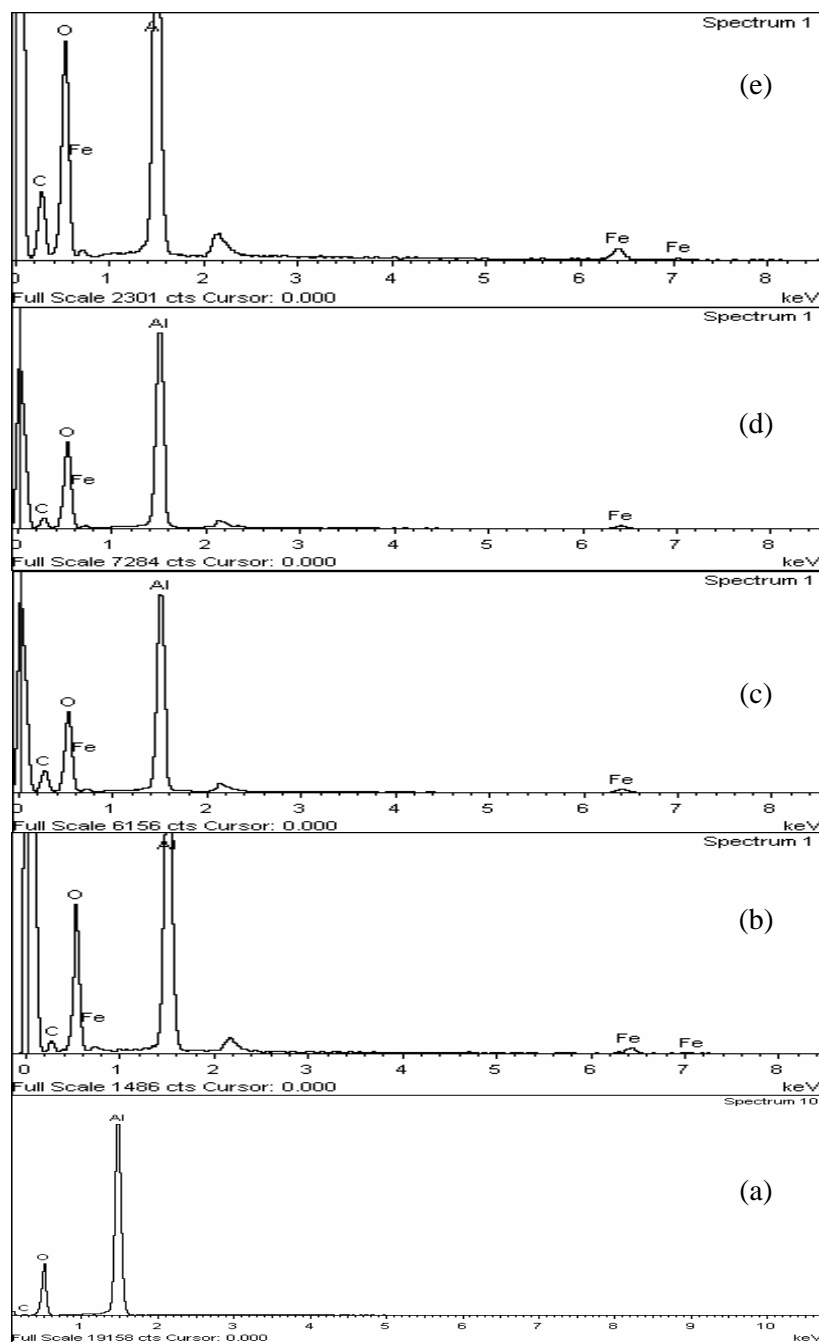 Spectrum 1
O
A
(e)
Fe
C
Fe Fe
0 1 2 3 4 5 6 7 8
Full Scale 2301 cts Cursor: 0.000 keV
Spectrum 1
Al
(d)
O
Fe
C
Fe
0 1 2 3 4 5 6 7 8
Full Scale 7284 cts Cursor: 0.000 keV
Spectrum 1
Al
(c)
O
Fe
C
Fe
0 1 2 3 4 5 6 7 8
Full Scale 6156 cts Cursor: 0.000 keV
Spectrum 1
Al
O
(b)
Fe
C
Fe Fe
0 1 2 3 4 5 6 7 8
Full Scale 1486 cts Cursor: 0.000 keV
Spectrum 10
Al
(a)
O
C
1 2 3 4 5 6 7 8 9 10
Full Scale 19158 cts Cursor: 0.000 keV